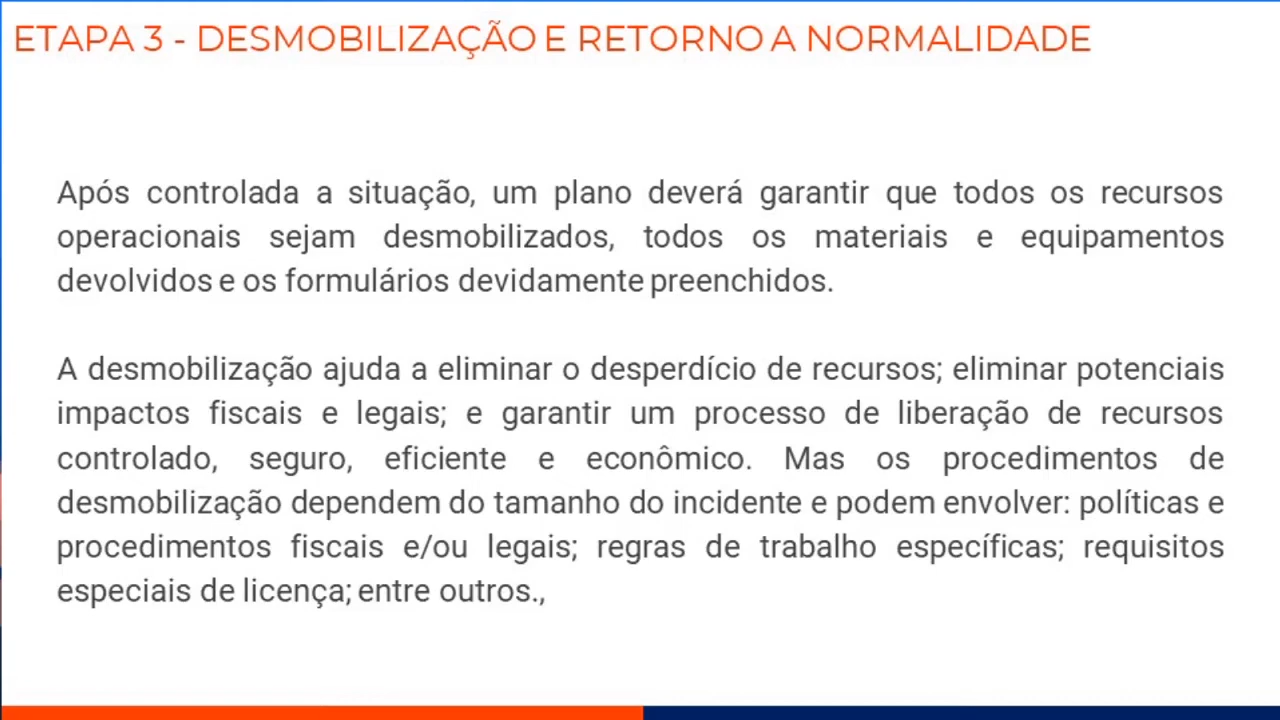 ETAPA 3 - DESMOBILIZAÇÃO E RETORNO A NORMALIDADE
Após controlada a situação, um plano deverá garantir que todos os recursos
operacionais sejam desmobilizados, todos os materiais e equipamentos
devolvidos e os formulários devidamente preenchidos.
A desmobilização ajuda a eliminar o desperdício de recursos; eliminar potenciais
impactos fiscais e legais; e garantir um processo de liberação de recursos
controlado, seguro, eficiente e econômico. Mas os procedimentos de
desmobilização dependem do tamanho do incidente e podem envolver: políticas e
procedimentos fiscais e/ou legais; regras de trabalho específicas; requisitos
especiais de licença; entre outros.,